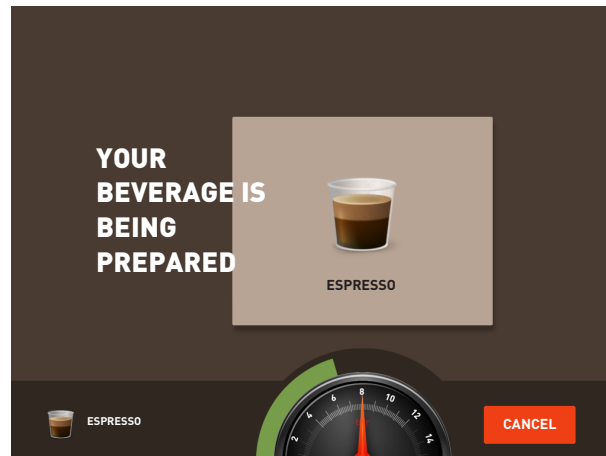 YOUR
BEVERAGE IS
BEING
PREPARED
ESPRESSO
2 4 6 8 10 12 14
ESPRESSO
CANCEL